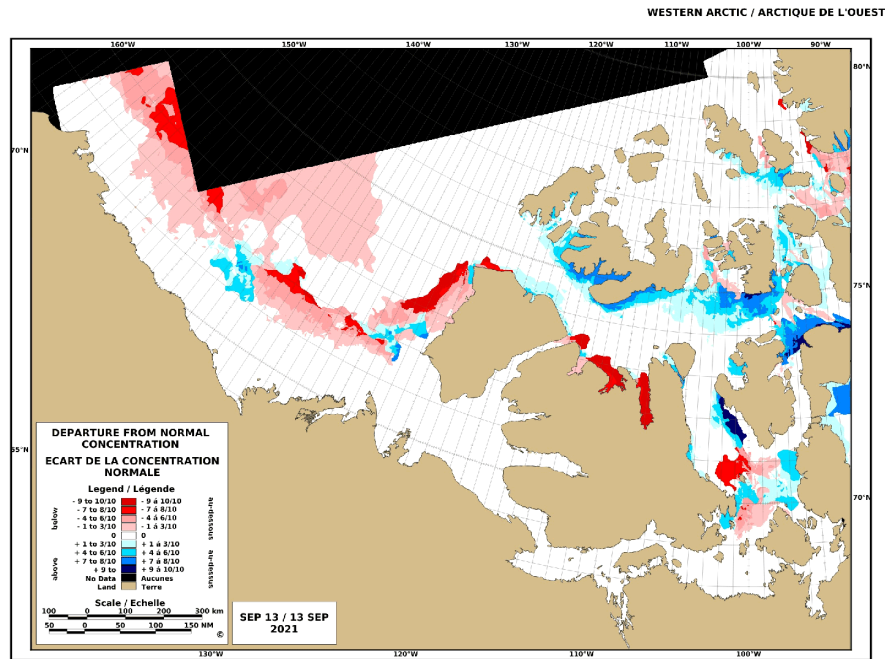 WESTERN ARCTIC / ARCTIQUE DE L'OUEST
160°W 150°W 140°W 130°W 120°W 110°W 100°W 90°W
80°N
70°N
75°N
65°N
70°N
DEPARTURE FROM NORMAL
CONCENTRATION
ECART DE LA CONCENTRATION
NORMALE
Legend / Légende
- 9 to 10/10 - 9 á 10/10
- 7 to 8/10 - 7 á 8/10
- 4 to 6/10 - 4 á 6/10
- 1 to 3/10 - 1 á 3/10
0 0
+ 1 to 3/10 + 1 á 3/10
+ 4 to 6/10 + 4 á 6/10
+ 7 to 8/10 + 7 á 8/10
+ 9 to + 9 á 10/10
No Data Aucunes
Land Terre
below
above
au-dessous
au-dessus
Scale / Echelle
100 0 100 200 300 km
50 0 50 100 150 NM
©
SEP 13 / 13 SEP
2021
130°W 120°W 110°W 100°W